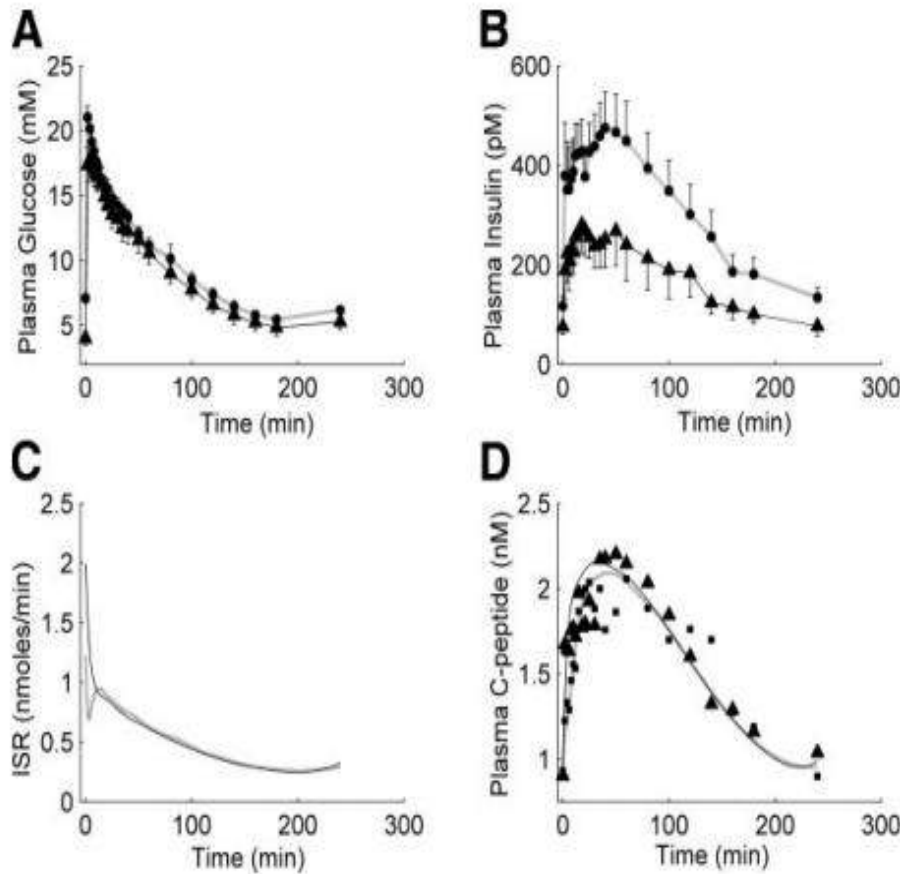 A
Plasma Glucose (mM)
25
20
15
10
5
0
100
200
300
Time (min)
B
Plasma Insulin (pM)
600
400
200
0
0
100
200
300
Time (min)
C
ISR (nmoles/min)
2.5
2
1.5
1
0.5
0
0
100
200
300
Time (min)
D
Plasma C-peptide (nM)
2.5
2
1.5
1
0
100
200
300
Time (min)